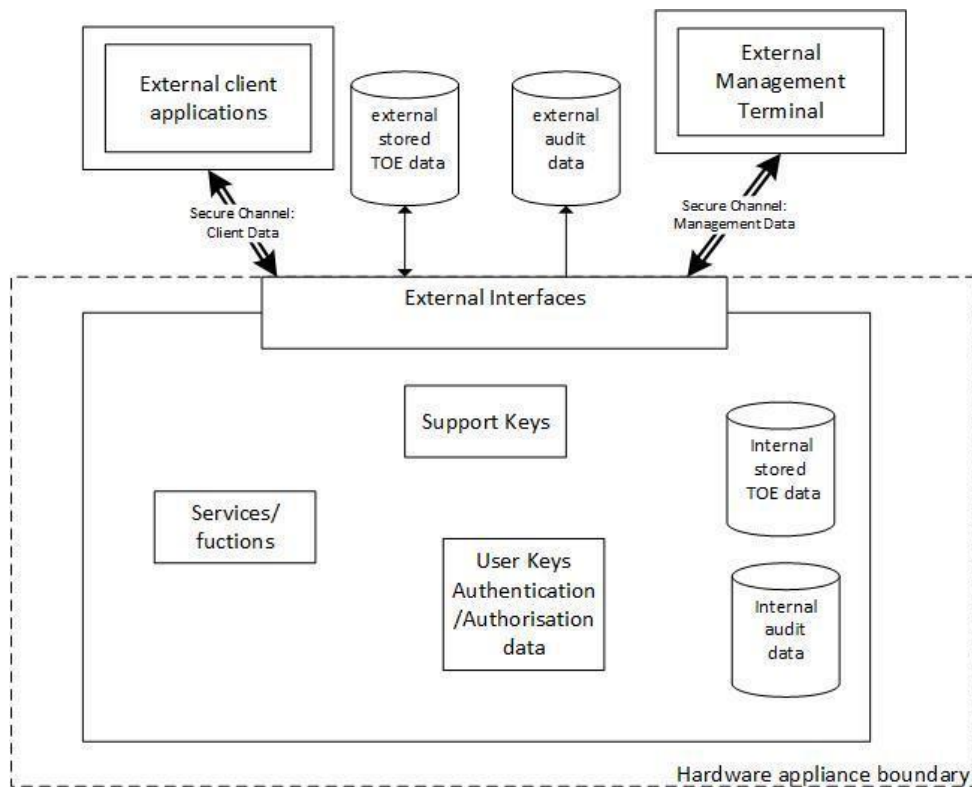 External client
applications
external
stored
TOE data
external
audit
data
External
Management
Terminal
Secure Channel:
Client Data
Secure Channel:
Management Data
External Interfaces
Support Keys
Internal
stored
TOE data
Services/
fuctions
User Keys
Authentication
/Authorisation
data
Internal
audit
data
Hardware appliance boundary